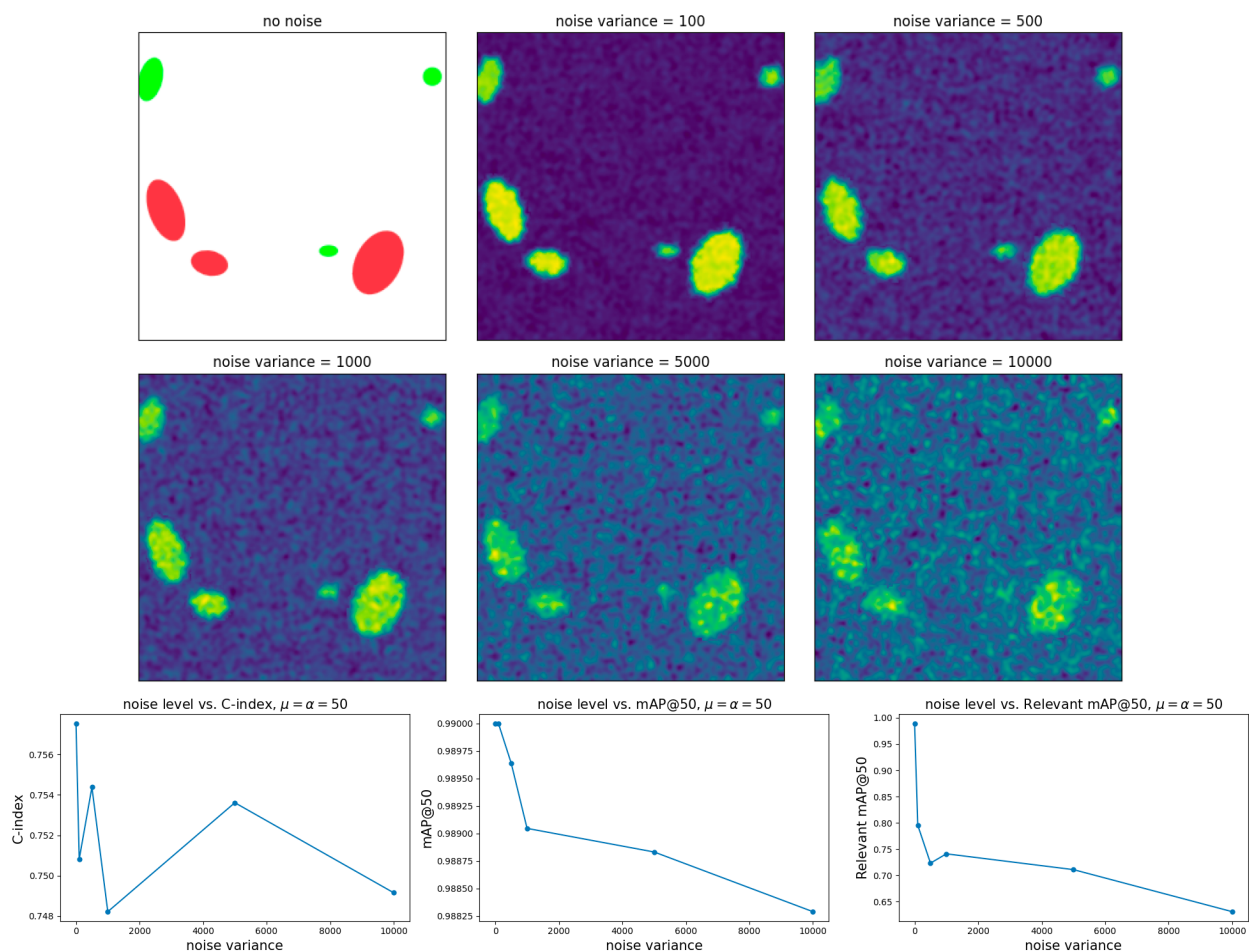 no noise
noise variance = 100
noise variance = 500
noise variance = 1000
noise variance = 5000
noise variance = 10000
noise level vs. C-index, μ = α = 50
C-index
0.756
0.754
0.752
0.750
0.748
0 2000 4000 6000 8000 10000
noise variance
noise level vs. mAP@50, μ = α = 50
mAP@50
0.99000
0.98975
0.98950
0.98925
0.98900
0.98875
0.98850
0.98825
0 2000 4000 6000 8000 10000
noise variance
noise level vs. Relevant mAP@50, μ = α = 50
Relevant mAP@50
1.00
0.95
0.90
0.85
0.80
0.75
0.70
0.65
0 2000 4000 6000 8000 10000
noise variance